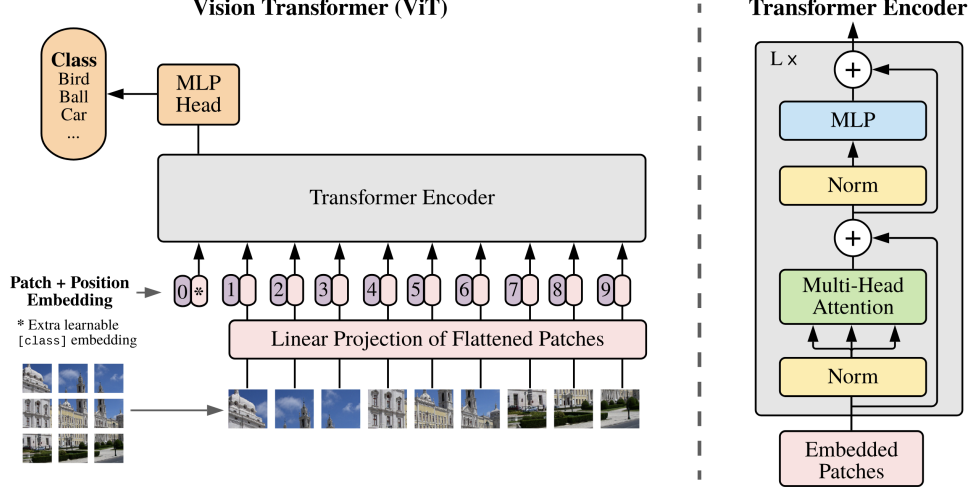 Vision Transformer (ViT)
Class
Bird
Ball
Car
...
MLP
Head
Transformer Encoder
Patch + Position
Embedding
* Extra learnable
[class] embedding
0 * 1 2 3 4 5 6 7 8 9
Linear Projection of Flattened Patches
Transformer Encoder
L ×
+
MLP
Norm
+
Multi-Head
Attention
Norm
Embedded
Patches